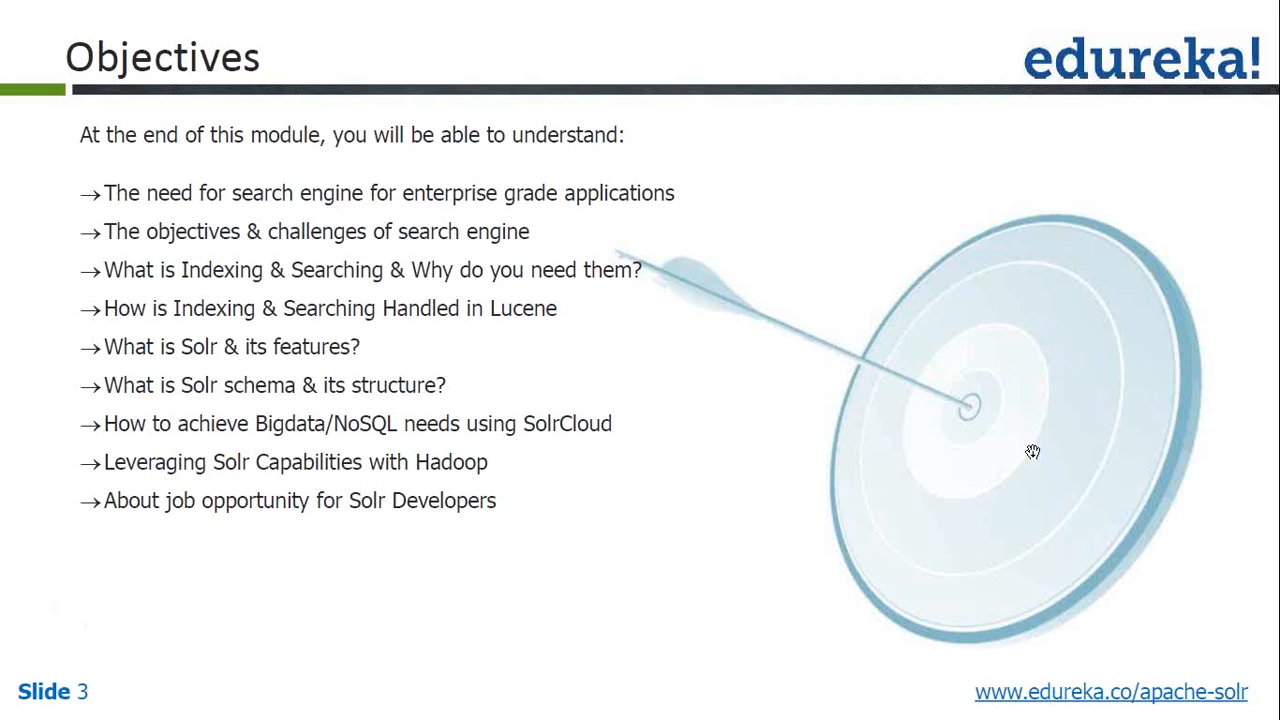 Objectives
edureka!
At the end of this module, you will be able to understand:
→The need for search engine for enterprise grade applications
→The objectives & challenges of search engine
→What is Indexing & Searching & Why do you need them?
→How is Indexing & Searching Handled in Lucene
→What is Solr & its features?
→What is Solr schema & its structure?
→How to achieve Bigdata/NoSQL needs using SolrCloud
→Leveraging Solr Capabilities with Hadoop
→About job opportunity for Solr Developers
Slide 3
www.edureka.co/apache-solr